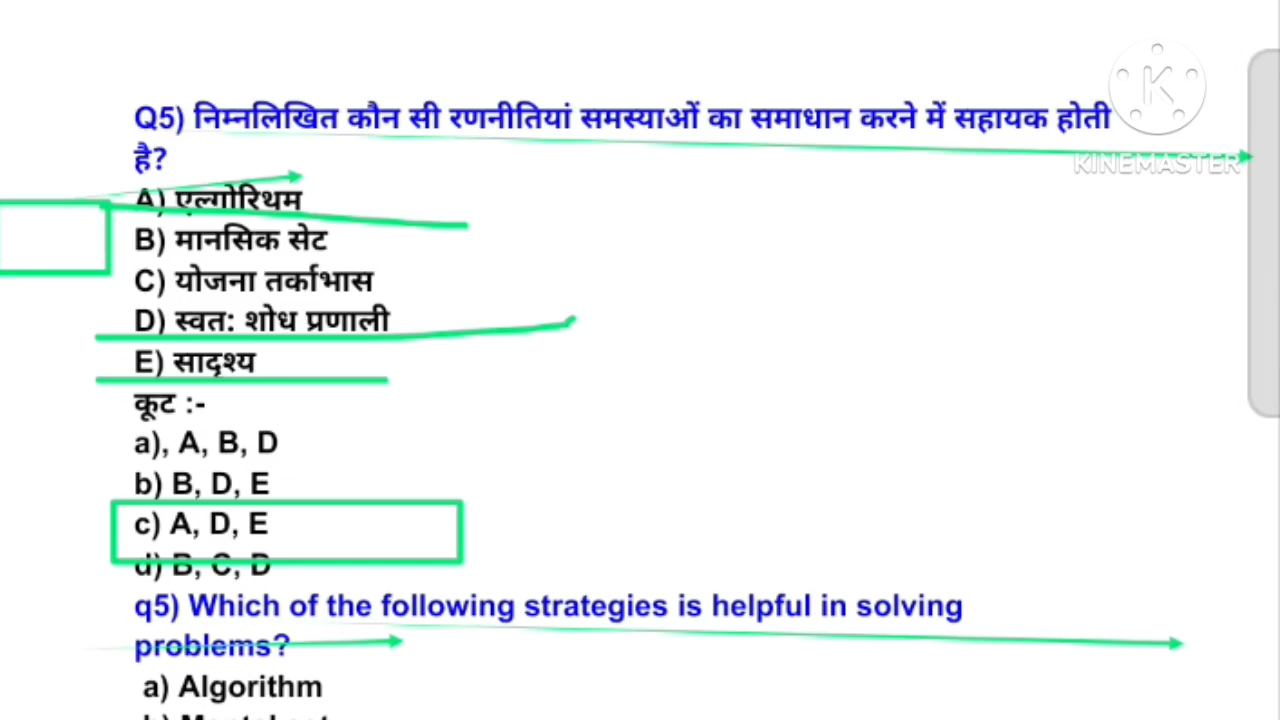 Q5) निम्नलिखित कौन सी रणनीतियां समस्याओं का समाधान करने में सहायक होती
है?
KINEMASTER
A) एल्गोरिथम
B) मानसिक सेट
C) योजना तर्काभास
D) स्वत: शोध प्रणाली
E) सादृश्य
कूट :-
a), A, B, D
b) B, D, E
c) A, D, E
d) B, C, D
q5) Which of the following strategies is helpful in solving
problems?
a) Algorithm